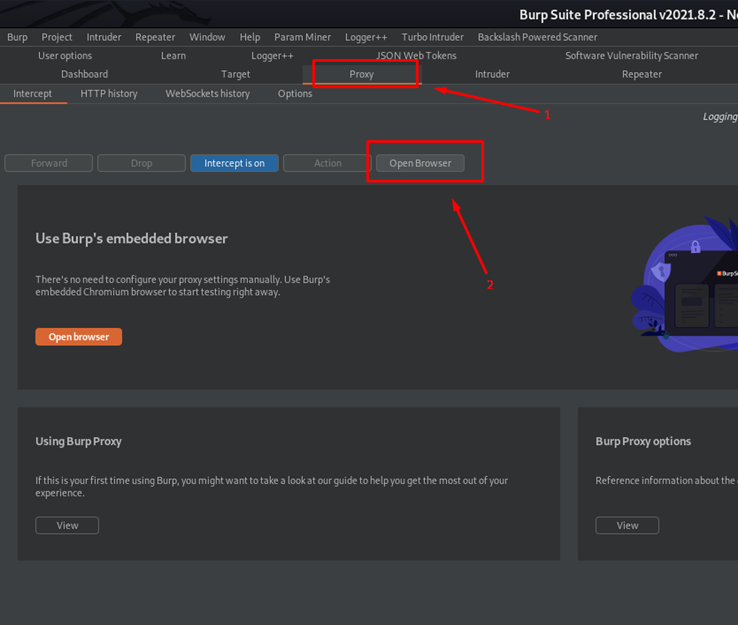 Burp Suite Professional v2021.8.2 - N
Burp Project Intruder Repeater Window Help Param Miner Logger++ Turbo Intruder Backslash Powered Scanner
User options Learn Logger++ JSON Web Tokens Software Vulnerability Scanner
Dashboard Target Proxy Intruder Repeater
Intercept HTTP history WebSockets history Options
1
Logging
Forward Drop Intercept is on Action Open Browser
Use Burp's embedded browser
There's no need to configure your proxy settings manually. Use Burp's
embedded Chromium browser to start testing right away.
2
Open browser
Using Burp Proxy
If this is your first time using Burp, you might want to take a look at our guide to help you get the most out of your
experience.
View
Burp Proxy options
Reference information about the
View